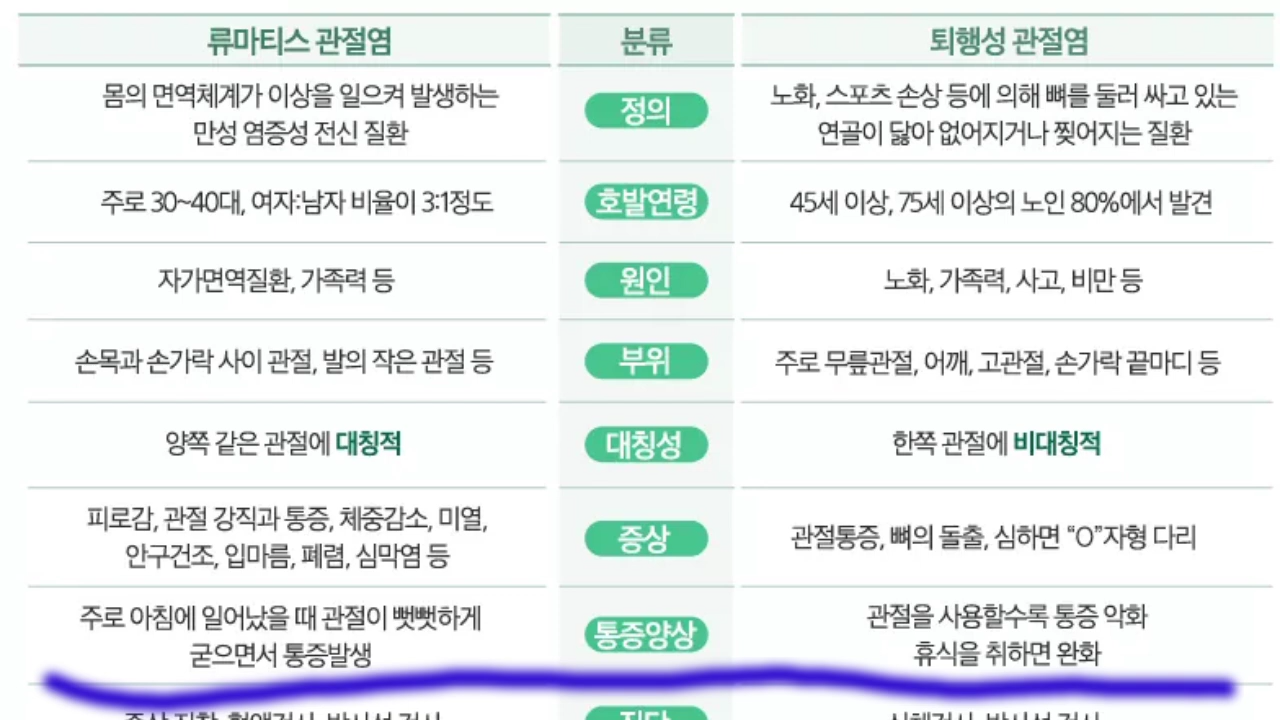 류마티스 관절염 분류 퇴행성 관절염
몸의 면역체계가 이상을 일으켜 발생하는
만성 염증성 전신 질환
정의
노화, 스포츠 손상 등에 의해 뼈를 둘러 싸고 있는
연골이 닳아 없어지거나 찢어지는 질환
주로 30~40대, 여자:남자 비율이 3:1정도
호발연령
45세 이상, 75세 이상의 노인 80%에서 발견
자가면역질환, 가족력 등
원인
노화, 가족력, 사고, 비만 등
손목과 손가락 사이 관절, 발의 작은 관절 등
부위
주로 무릎관절, 어깨, 고관절, 손가락 끝마디 등
양쪽 같은 관절에 대칭적
대칭성
한쪽 관절에 비대칭적
피로감, 관절 강직과 통증, 체중감소, 미열,
안구건조, 입마름, 폐렴, 심막염 등
증상
관절통증, 뼈의 돌출, 심하면 “O”자형 다리
주로 아침에 일어났을 때 관절이 뻣뻣하게
굳으면서 통증발생
통증양상
관절을 사용할수록 통증 악화
휴식을 취하면 완화